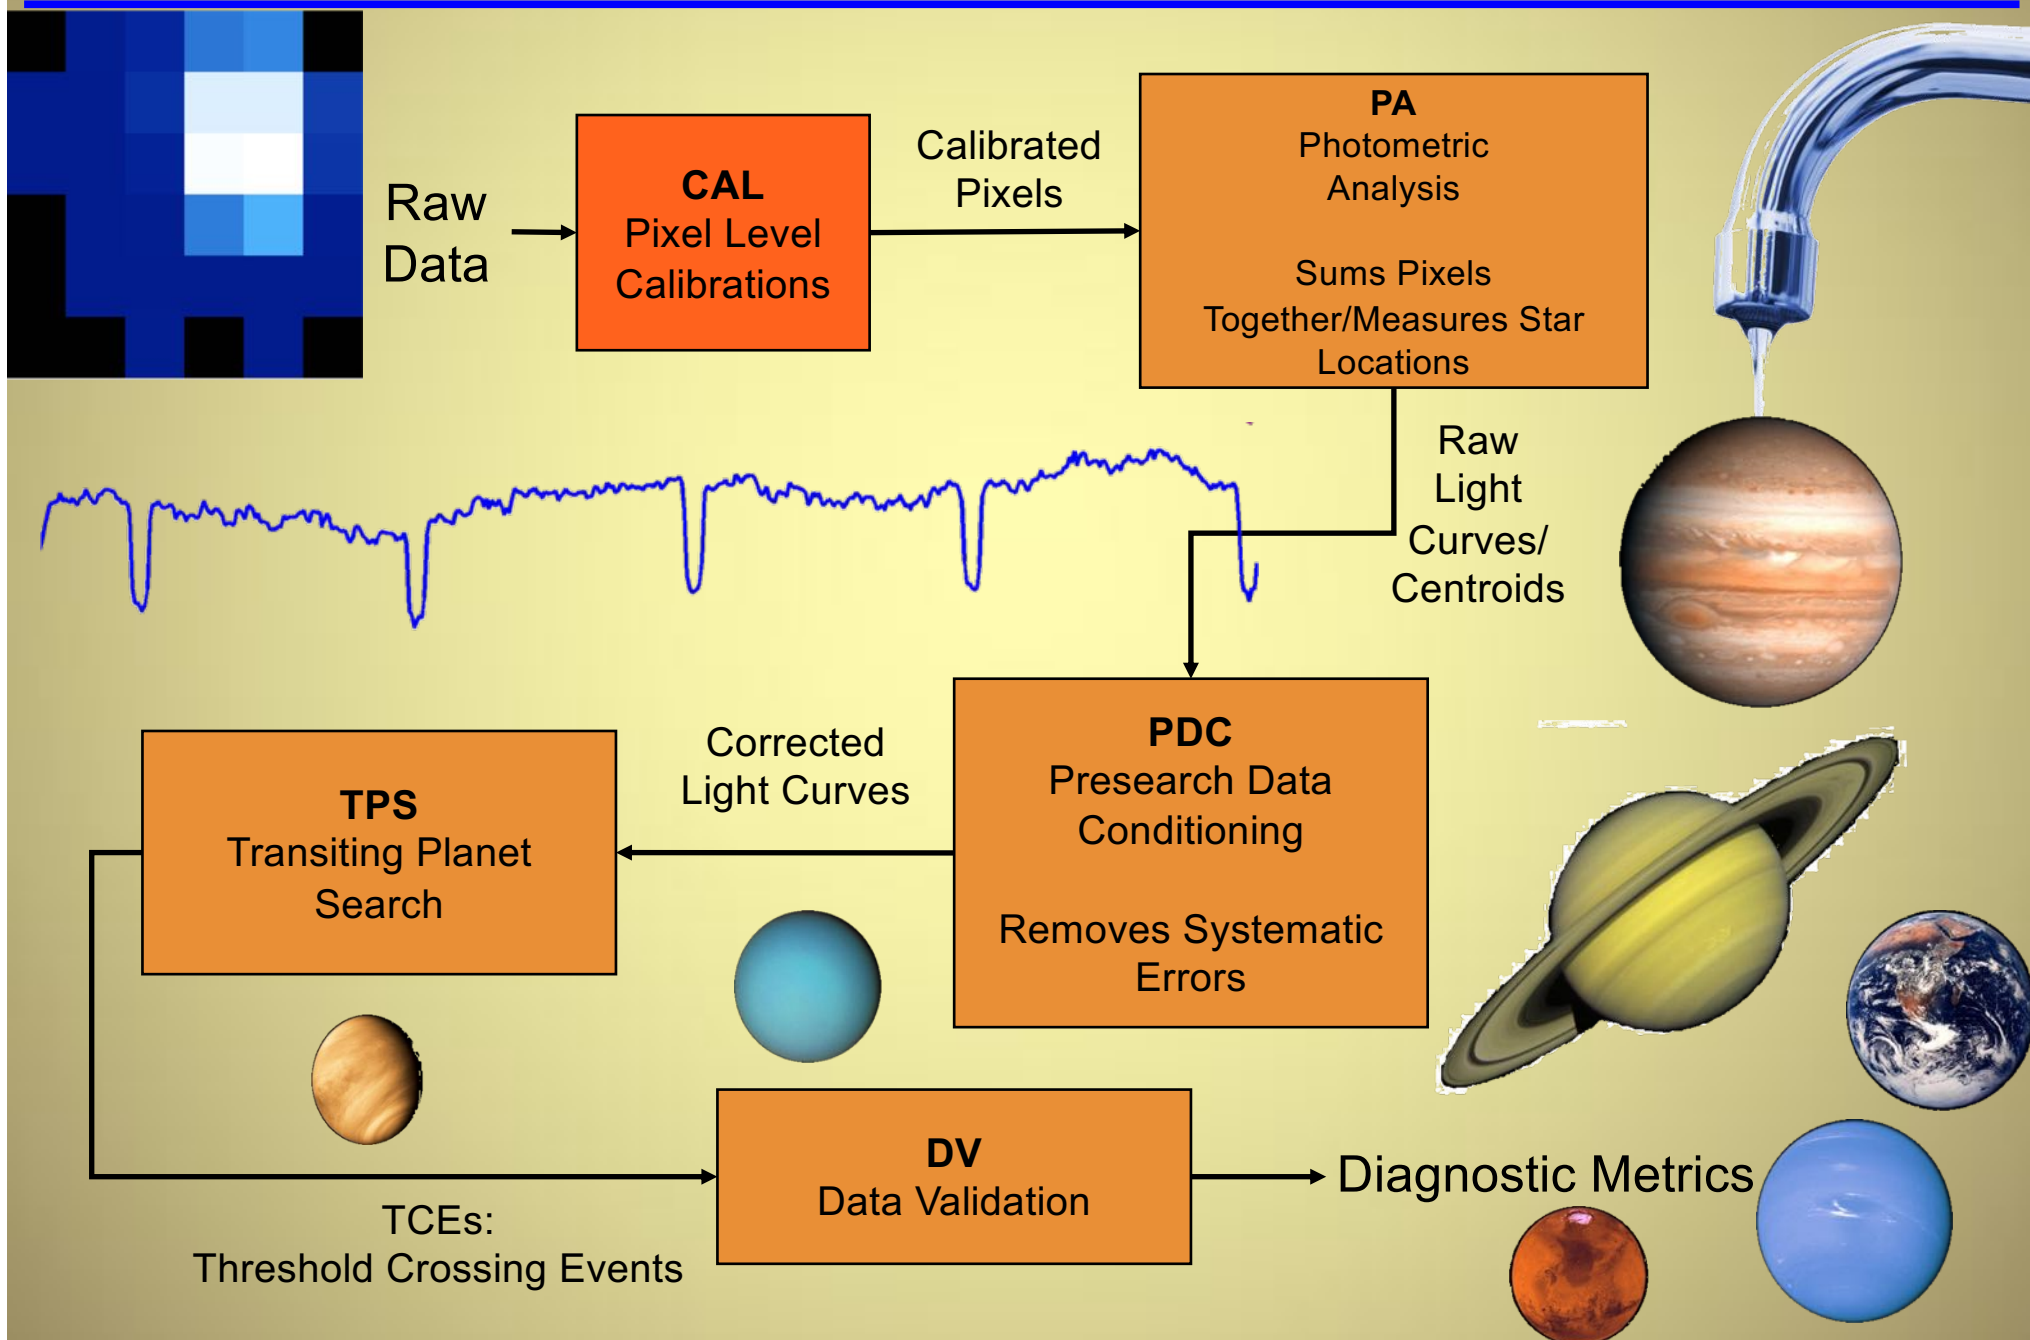 Raw
Data
CAL
Pixel Level
Calibrations
Calibrated
Pixels
PA
Photometric
Analysis
Sums Pixels
Together/Measures Star
Locations
Raw
Light
Curves/
Centroids
PDC
Presearch Data
Conditioning
Removes Systematic
Errors
Corrected
Light Curves
TPS
Transiting Planet
Search
TCEs:
Threshold Crossing Events
DV
Data Validation
Diagnostic Metrics